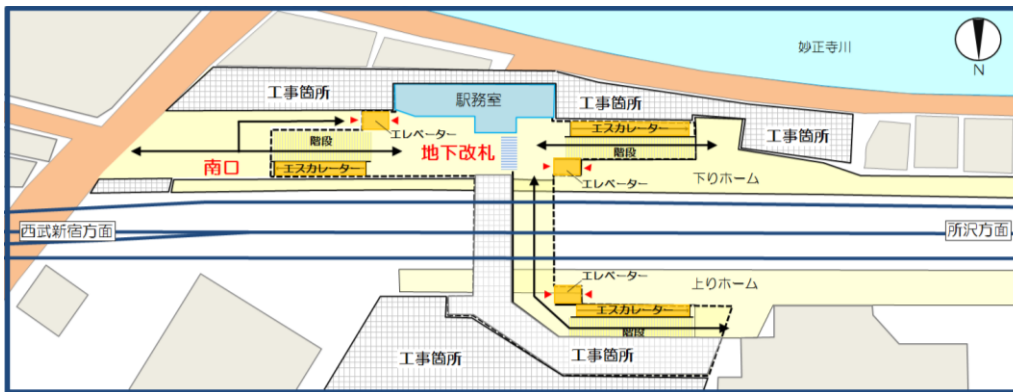 妙正寺川
N
工事箇所
駅務室
工事箇所
工事箇所
エスカレーター
エレベーター
階段
地下改札
階段
南口
エスカレーター
エレベーター
下りホーム
西武新宿方面
所沢方面
エレベーター
上りホーム
エスカレーター
階段
工事箇所
工事箇所